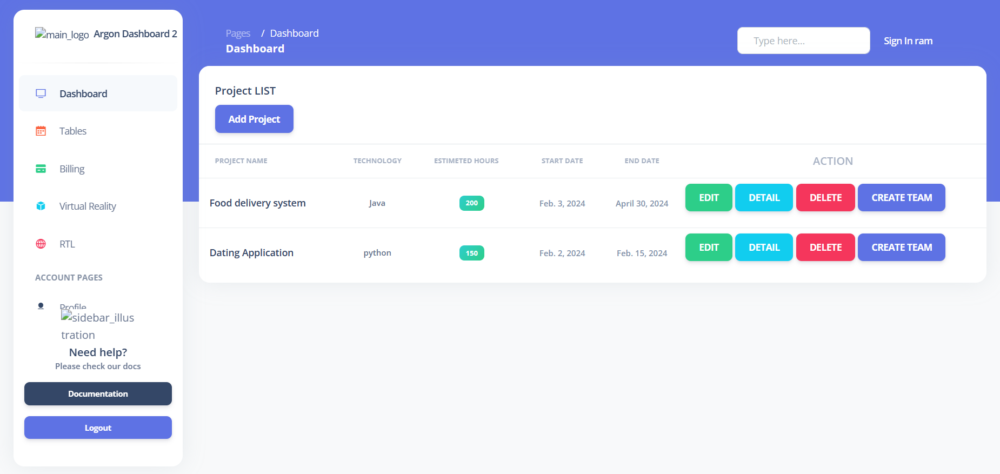 main_logo Argon Dashboard 2
Dashboard
Tables
Billing
Virtual Reality
RTL
ACCOUNT PAGES
Profile
sidebar_illus
tration
Need help?
Please check our docs
Documentation
Logout
Pages / Dashboard
Dashboard
Type here...
Sign In ram
Project LIST
Add Project
PROJECT NAME TECHNOLOGY ESTIMETED HOURS START DATE END DATE ACTION
Food delivery system Java 200 Feb. 3, 2024 April 30, 2024 EDIT DETAIL DELETE CREATE TEAM
Dating Application python 150 Feb. 2, 2024 Feb. 15, 2024 EDIT DETAIL DELETE CREATE TEAM